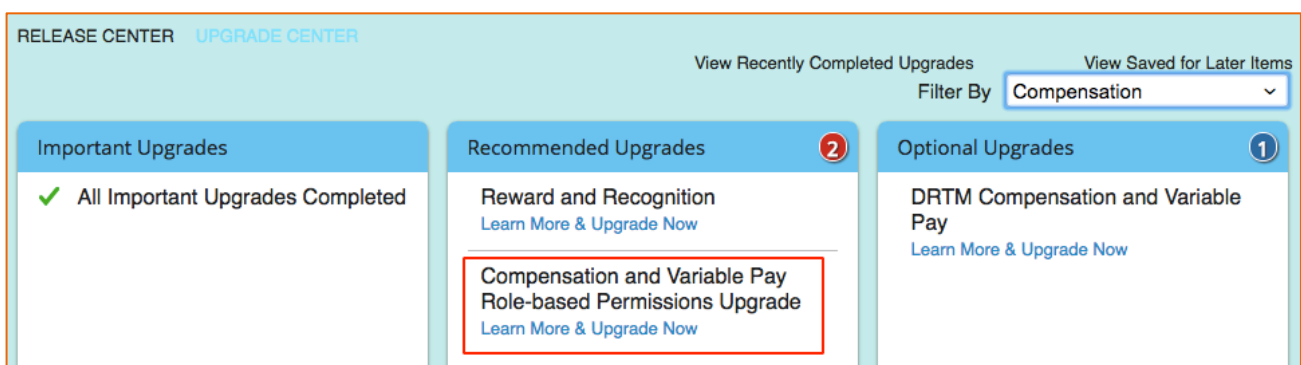 RELEASE CENTER UPGRADE CENTER
View Recently Completed Upgrades View Saved for Later Items
Filter By Compensation
Important Upgrades
All Important Upgrades Completed
Recommended Upgrades 2
Reward and Recognition
Learn More & Upgrade Now
Compensation and Variable Pay
Role-based Permissions Upgrade
Learn More & Upgrade Now
Optional Upgrades 1
DRTM Compensation and Variable
Pay
Learn More & Upgrade Now